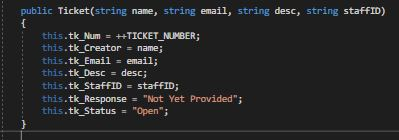 public Ticket(string name, string email, string desc, string staffID)
{
this.tk_Num = ++TICKET_NUMBER;
this.tk_Creator = name;
this.tk_Email = email;
this.tk_Desc = desc;
this.tk_StaffID = staffID;
this.tk_Response = "Not Yet Provided";
this.tk_Status = "Open";
}